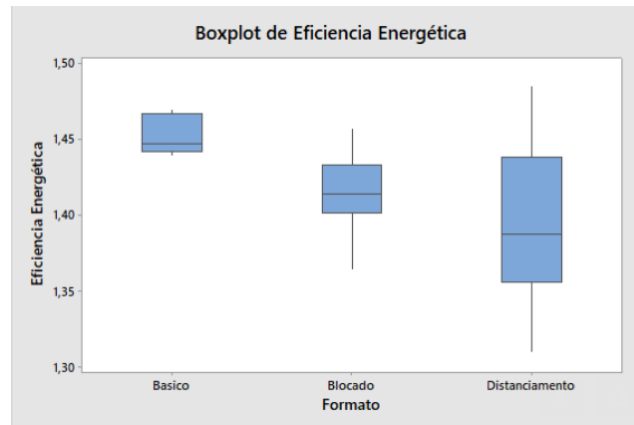 Boxplot de Eficiencia Energética
1,50
1,45
1,40
1,35
1,30
Eficiencia Energética
Basico Blocado Distanciamento
Formato